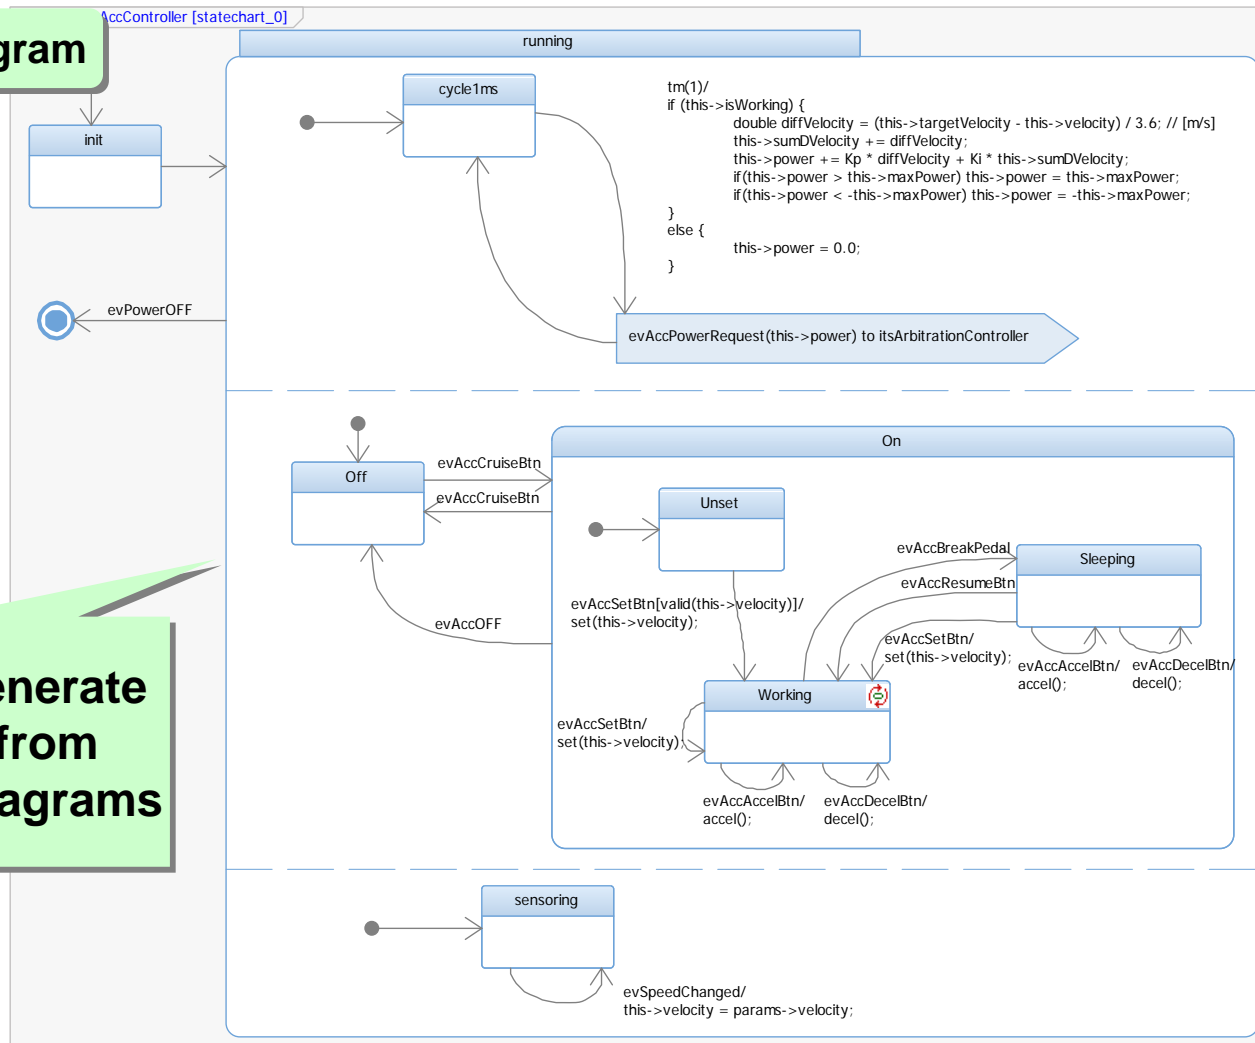 AccController [statechart_0]
gram
running
cycle1ms
init
tm(1)/
if (this->isWorking) {
double diffVelocity = (this->targetVelocity - this->velocity) / 3.6; // [m/s]
this->sumDVelocity += diffVelocity;
this->power += Kp * diffVelocity + Ki * this->sumDVelocity;
if(this->power > this->maxPower) this->power = this->maxPower;
if(this->power < -this->maxPower) this->power = -this->maxPower;
}
else {
this->power = 0.0;
}
evPowerOFF
evAccPowerRequest(this->power) to itsArbitrationController
On
Off
evAccCruiseBtn
evAccCruiseBtn
Unset
evAccBreakPedal
Sleeping
evAccResumeBtn
evAccSetBtn[valid(this->velocity)]/
set(this->velocity);
evAccOFF
evAccSetBtn/
set(this->velocity);
evAccAccelBtn/
accel();
evAccDecelBtn/
decel();
Working
evAccSetBtn/
set(this->velocity);
evAccAccelBtn/
accel();
evAccDecelBtn/
decel();
enerate
from
agrams
sensoring
evSpeedChanged/
this->velocity = params->velocity;